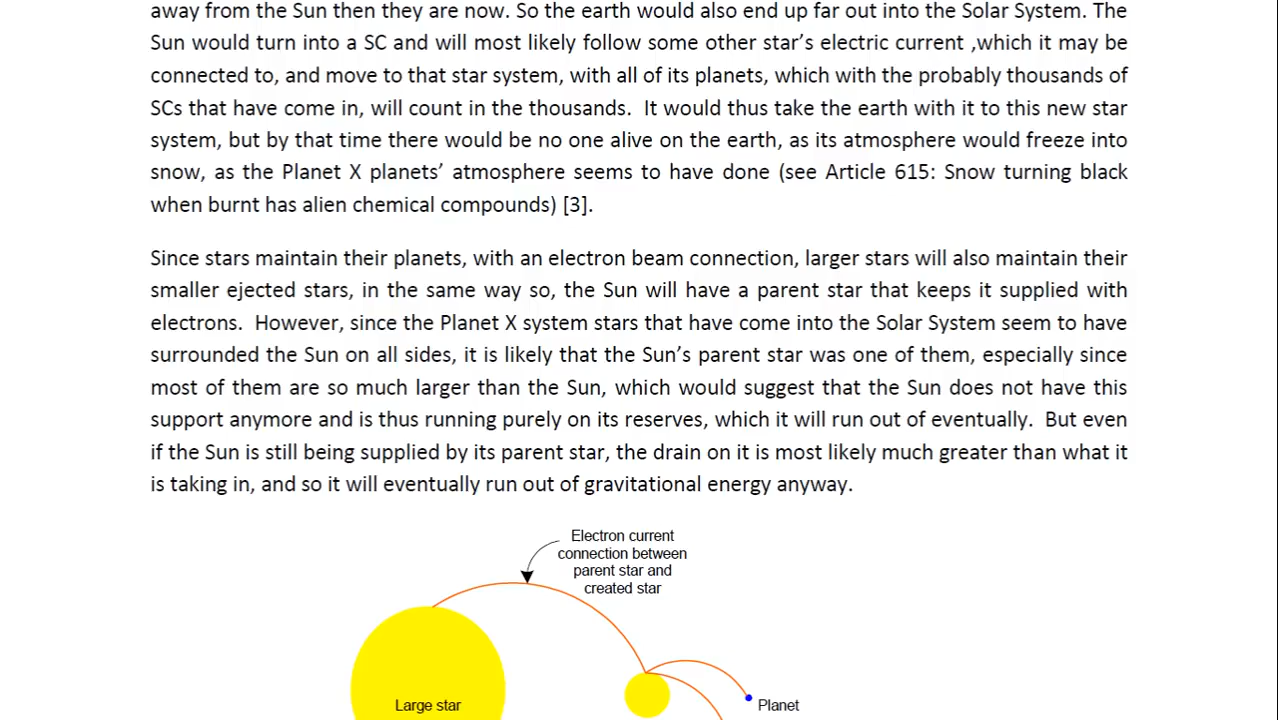 away from the Sun then they are now. So the earth would also end up far out into the Solar System. The
Sun would turn into a SC and will most likely follow some other star’s electric current ,which it may be
connected to, and move to that star system, with all of its planets, which with the probably thousands of
SCs that have come in, will count in the thousands. It would thus take the earth with it to this new star
system, but by that time there would be no one alive on the earth, as its atmosphere would freeze into
snow, as the Planet X planets’ atmosphere seems to have done (see Article 615: Snow turning black
when burnt has alien chemical compounds) [3].
Since stars maintain their planets, with an electron beam connection, larger stars will also maintain their
smaller ejected stars, in the same way so, the Sun will have a parent star that keeps it supplied with
electrons. However, since the Planet X system stars that have come into the Solar System seem to have
surrounded the Sun on all sides, it is likely that the Sun’s parent star was one of them, especially since
most of them are so much larger than the Sun, which would suggest that the Sun does not have this
support anymore and is thus running purely on its reserves, which it will run out of eventually. But even
if the Sun is still being supplied by its parent star, the drain on it is most likely much greater than what it
is taking in, and so it will eventually run out of gravitational energy anyway.
Electron current
connection between
parent star and
created star
Large star
Planet